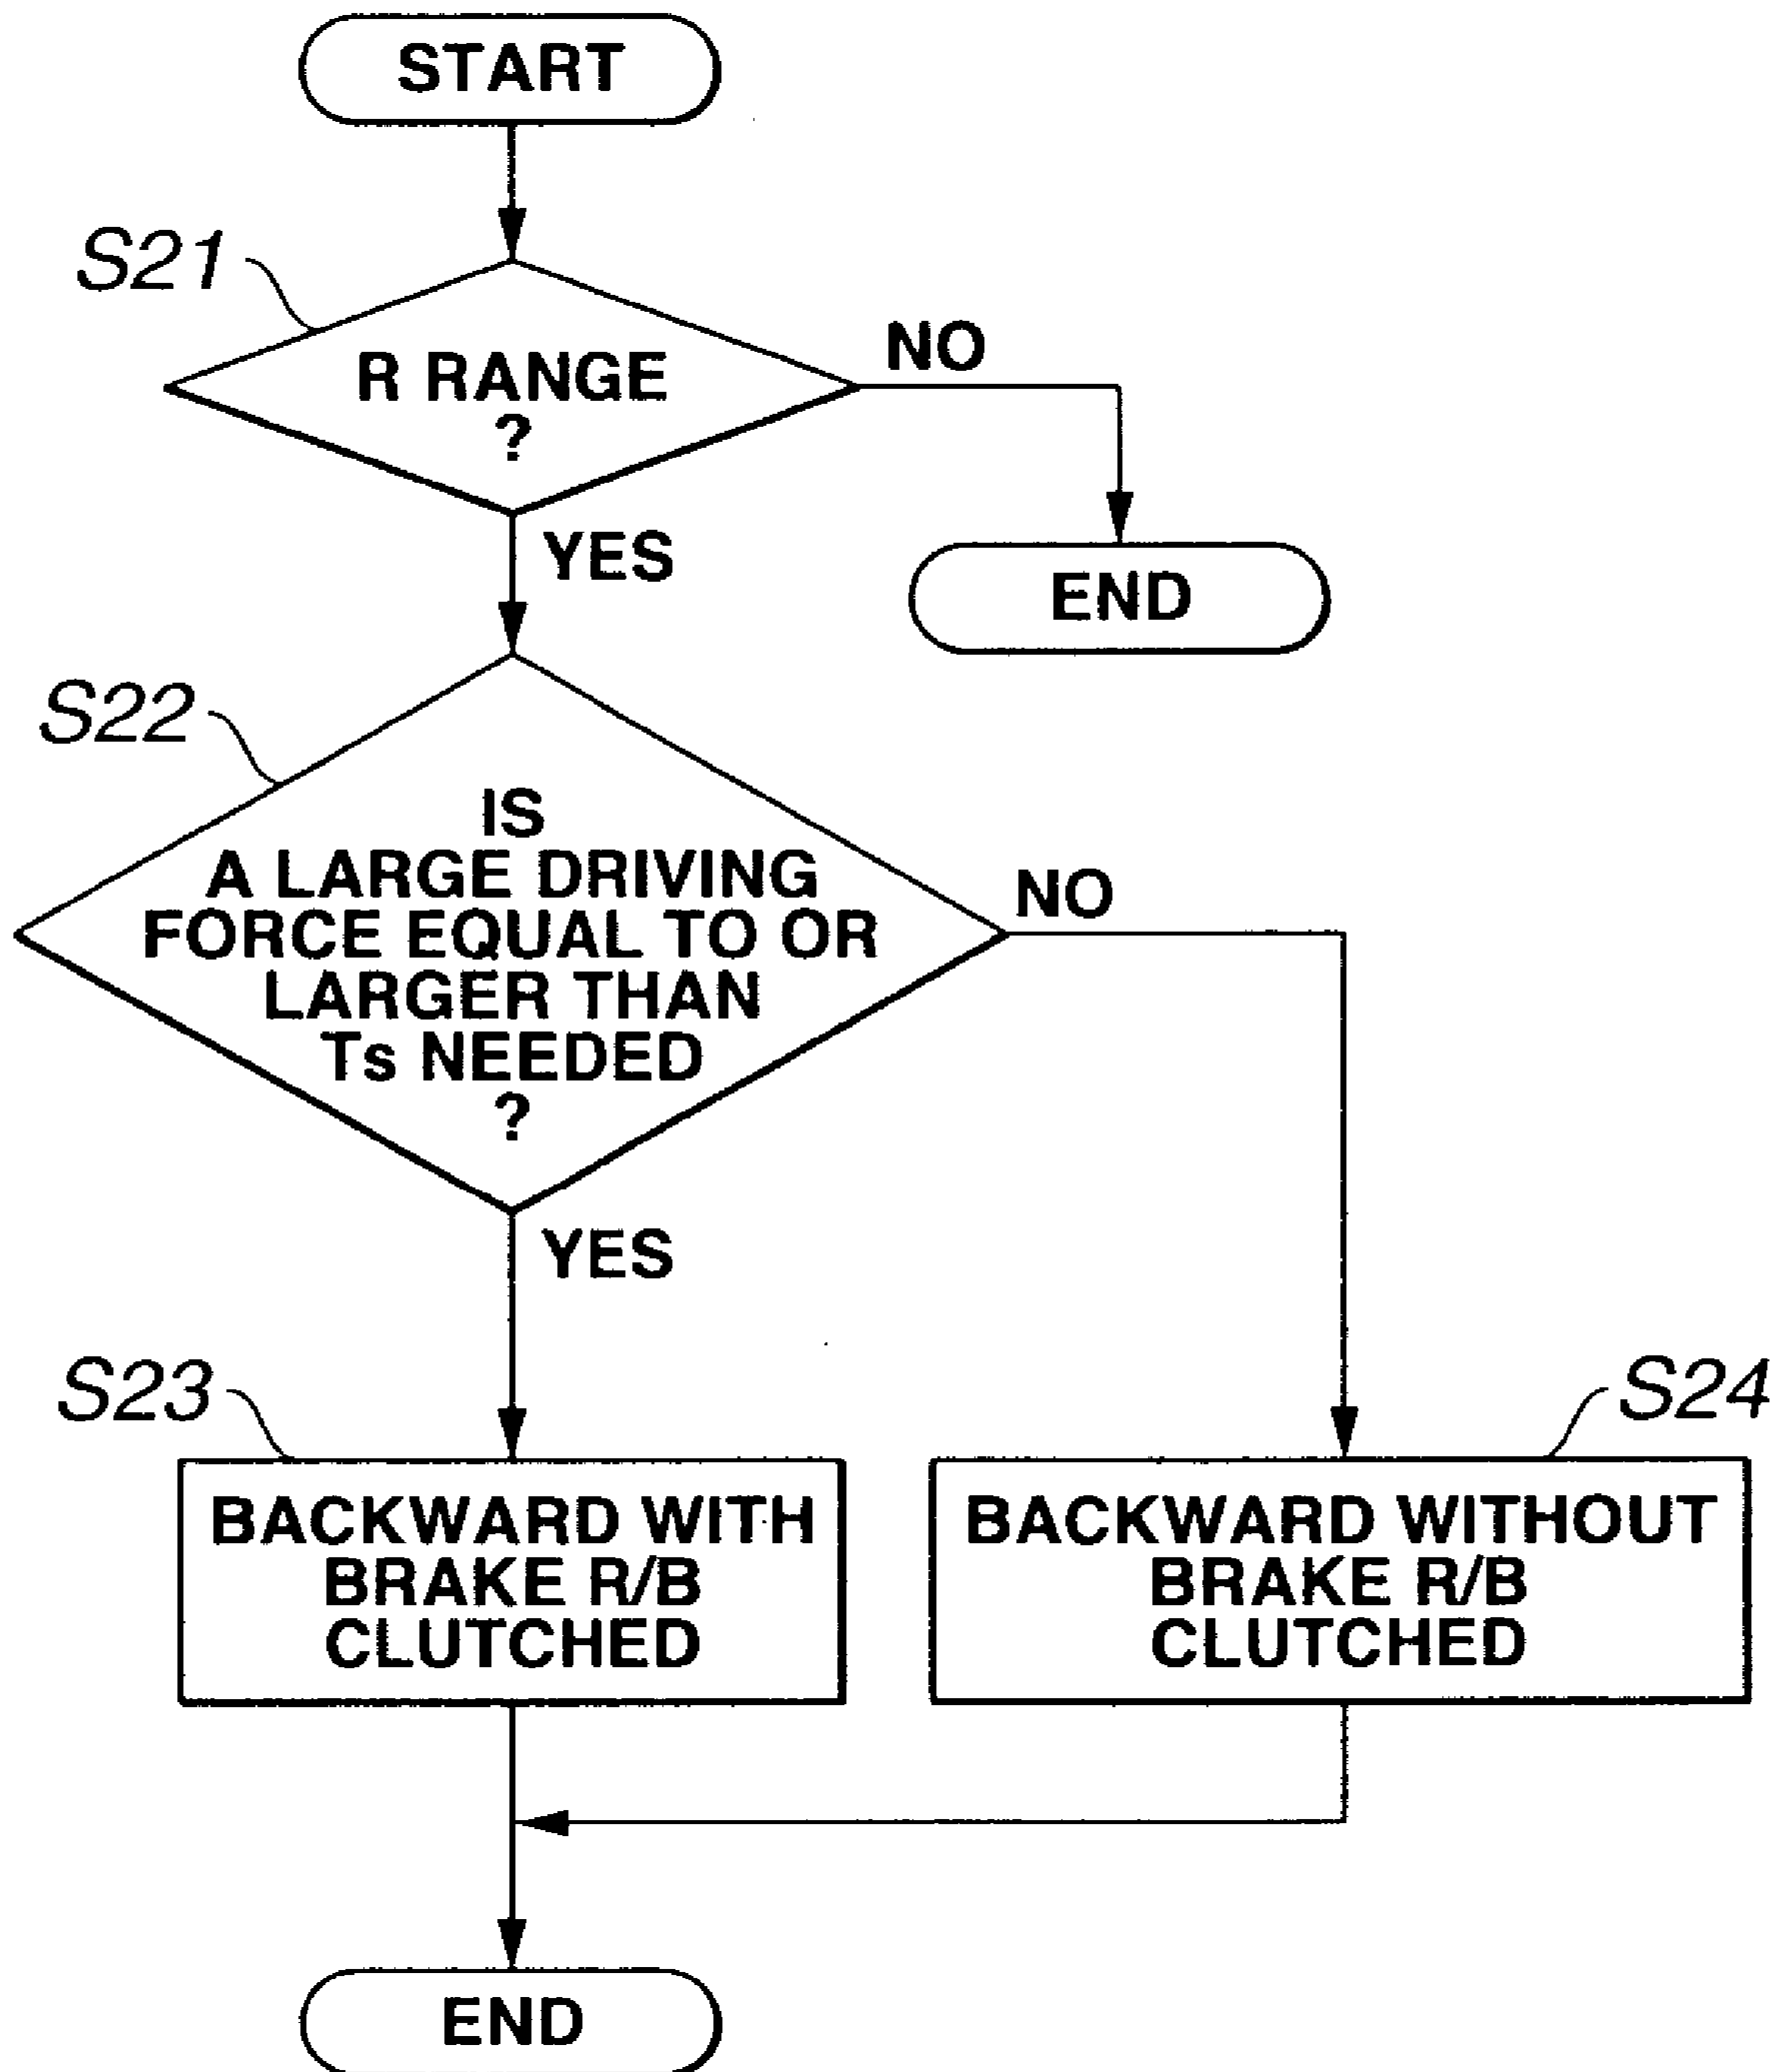 START
S21
R RANGE
?
NO
YES
END
S22
IS
A LARGE DRIVING
FORCE EQUAL TO OR
LARGER THAN
Ts NEEDED
?
NO
YES
S23
BACKWARD WITH
BRAKE R/B
CLUTCHED
S24
BACKWARD WITHOUT
BRAKE R/B
CLUTCHED
END